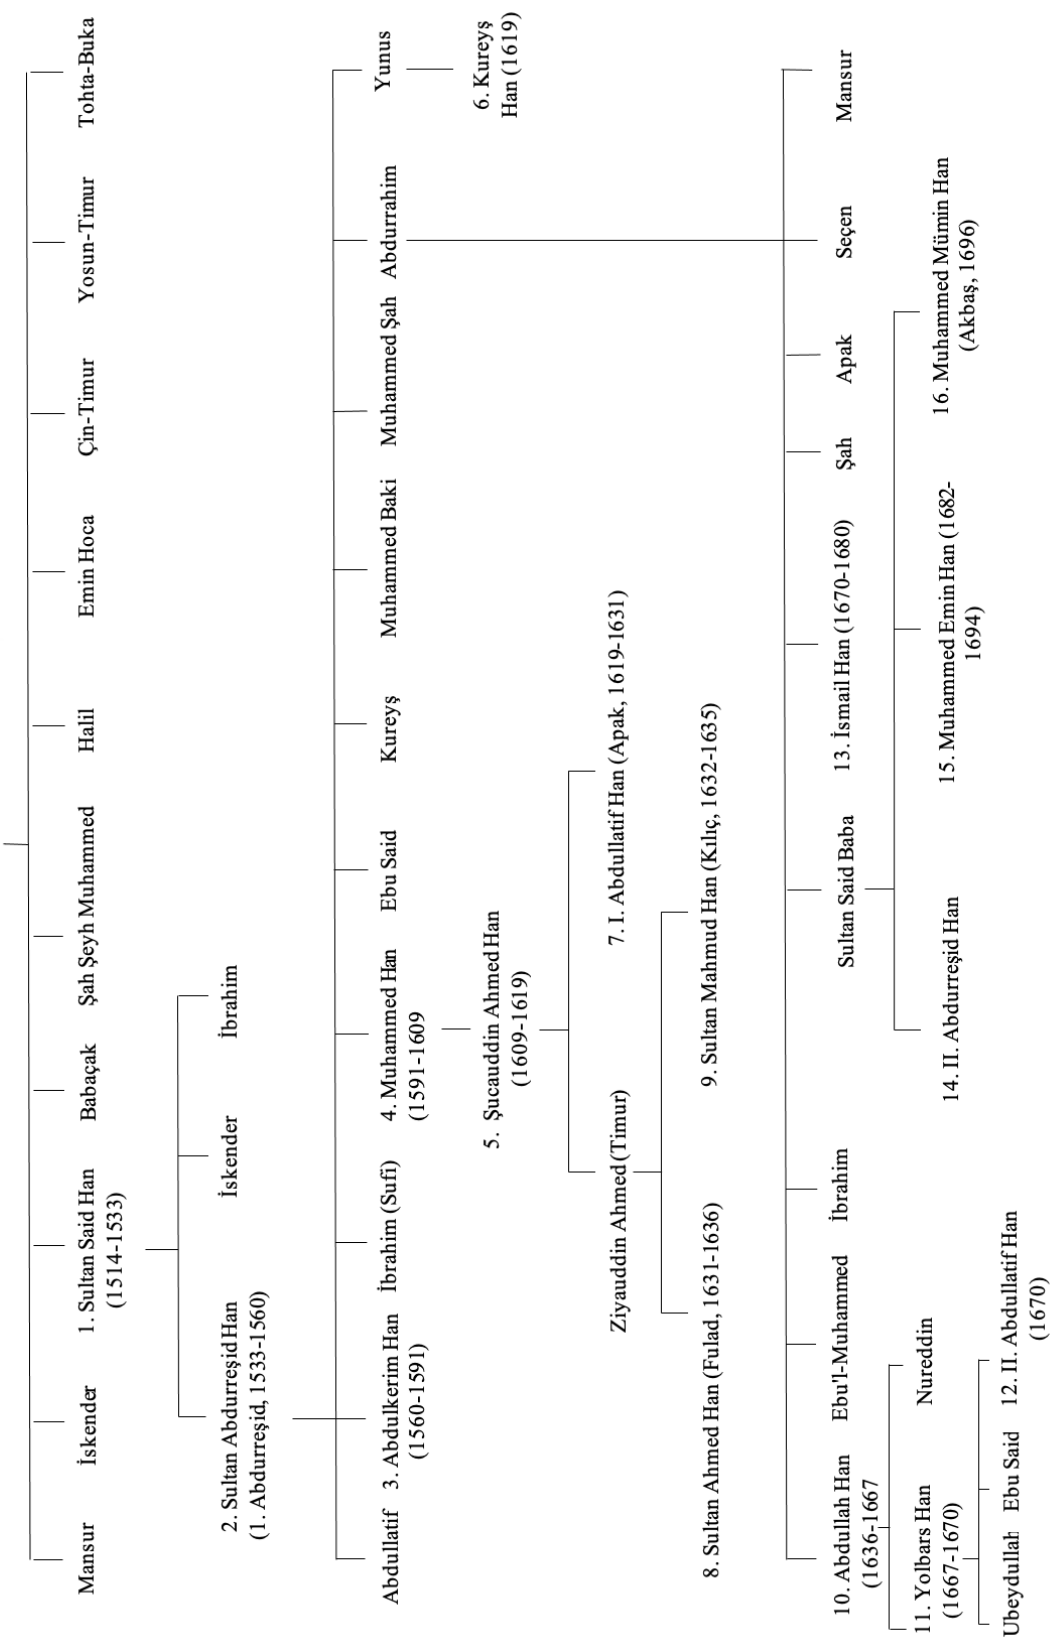 Mansur
İskender
1. Sultan Said Han
(1514-1533)
Babaçak
Şah Şeyh Muhammed
Halil
Emin Hoca
Çin-Timur
Yosun-Timur
Tohta-Buka
2. Sultan Abdurreşid Han
(1. Abdurreşid, 1533-1560)
İskender
İbrahim
Abdullatif
3. Abdulkerim Han
(1560-1591)
İbrahim (Sufi)
4. Muhammed Han
(1591-1609
Ebu Said
Kureyş
Muhammed Baki
Muhammed Şah
Abdurrahim
Yunus
5. Şucauddin Ahmed Han
(1609-1619)
6. Kureyş
Han (1619)
Ziyauddin Ahmed (Timur)
7. I. Abdullatif Han (Apak, 1619-1631)
8. Sultan Ahmed Han (Fulad, 1631-1636)
9. Sultan Mahmud Han (Kılıç, 1632-1635)
10. Abdullah Han
(1636-1667
Ebu'l-Muhammed
İbrahim
Sultan Said Baba
13. İsmail Han (1670-1680)
Şah
Apak
Seçen
Mansur
11. Yolbars Han
(1667-1670)
Nureddin
14. II. Abdurreşid Han
15. Muhammed Emin Han (1682-
1694)
16. Muhammed Mümin Han
(Akbaş, 1696)
Ubeydullah
Ebu Said
12. II. Abdullatif Han
(1670)